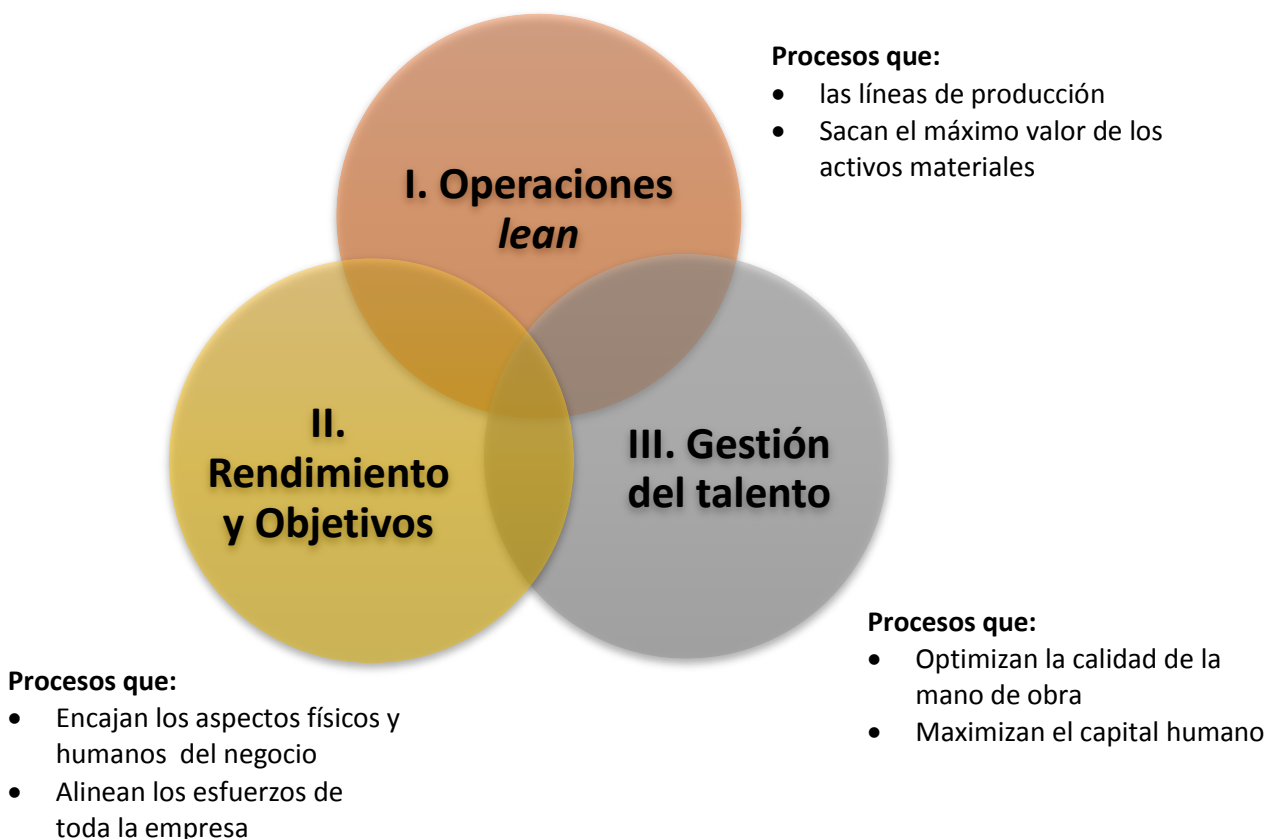 Procesos que:
• las líneas de producción
• Sacan el máximo valor de los
activos materiales
I. Operaciones
lean
II.
Rendimiento
y Objetivos
III. Gestión
del talento
Procesos que:
• Optimizan la calidad de la
mano de obra
• Maximizan el capital humano
Procesos que:
• Encajan los aspectos físicos y
humanos del negocio
• Alinean los esfuerzos de
toda la empresa